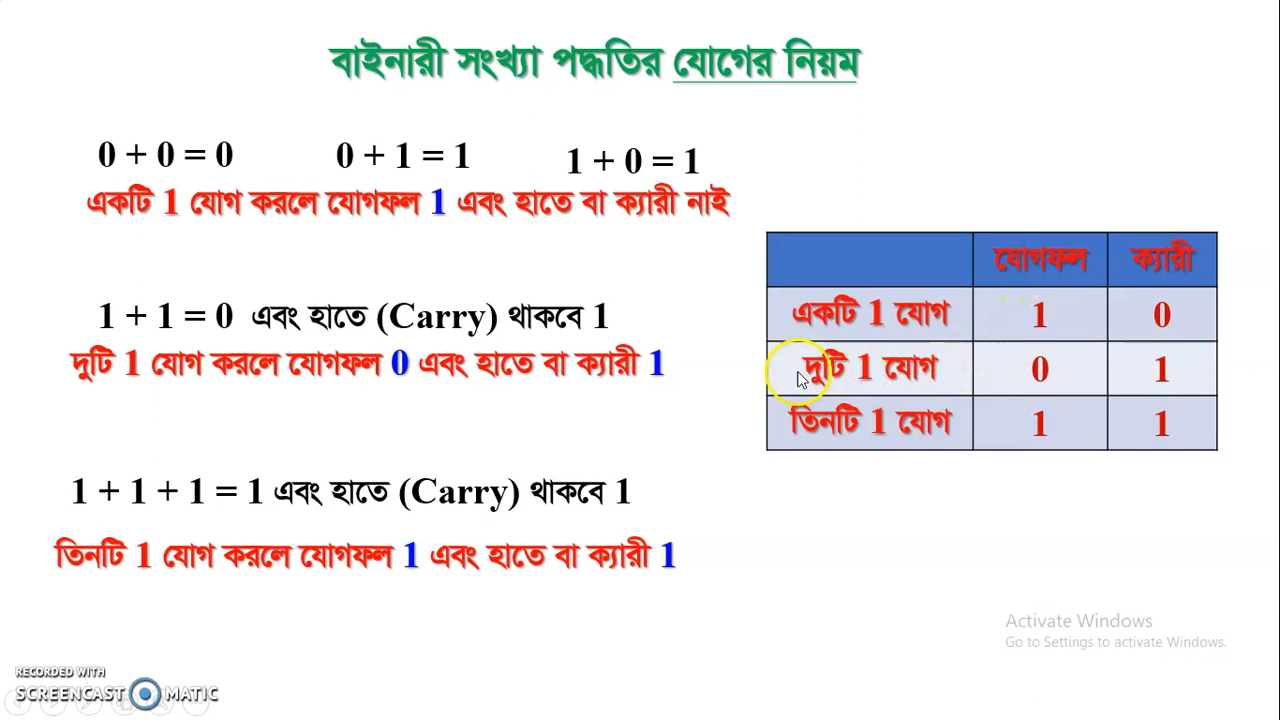 বাইনারী সংখ্যা পদ্ধতির যোগের নিয়ম
0 + 0 = 0 0 + 1 = 1 1 + 0 = 1
একটি 1 যোগ করলে যোগফল 1 এবং হাতে বা ক্যারী নাই
1 + 1 = 0 এবং হাতে (Carry) থাকবে 1
দুটি 1 যোগ করলে যোগফল 0 এবং হাতে বা ক্যারী 1
1 + 1 + 1 = 1 এবং হাতে (Carry) থাকবে 1
তিনটি 1 যোগ করলে যোগফল 1 এবং হাতে বা ক্যারী 1
যোগফল ক্যারী
একটি 1 যোগ 1 0
দুটি 1 যোগ 0 1
তিনটি 1 যোগ 1 1
Activate Windows
Go to Settings to activate Windows.
RECORDED WITH
SCREENCAST MATIC